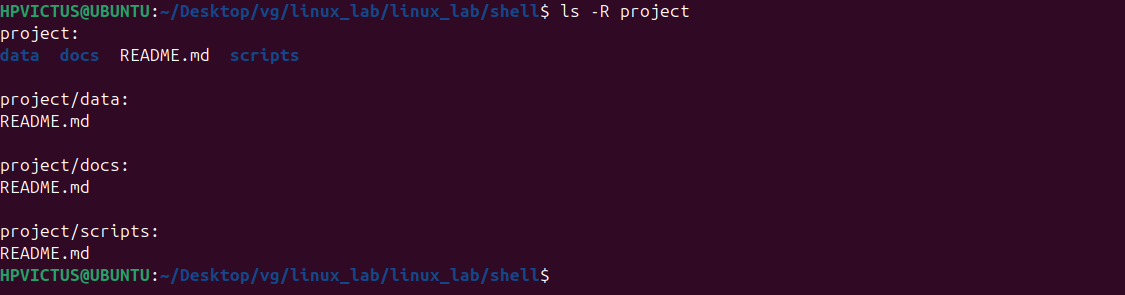 HPVICTUS@UBUNTU:~/Desktop/vg/linux_lab/linux_lab/shell$ ls -R project
project:
data  docs  README.md  scripts
project/data:
README.md
project/docs:
README.md
project/scripts:
README.md
HPVICTUS@UBUNTU:~/Desktop/vg/linux_lab/linux_lab/shell$